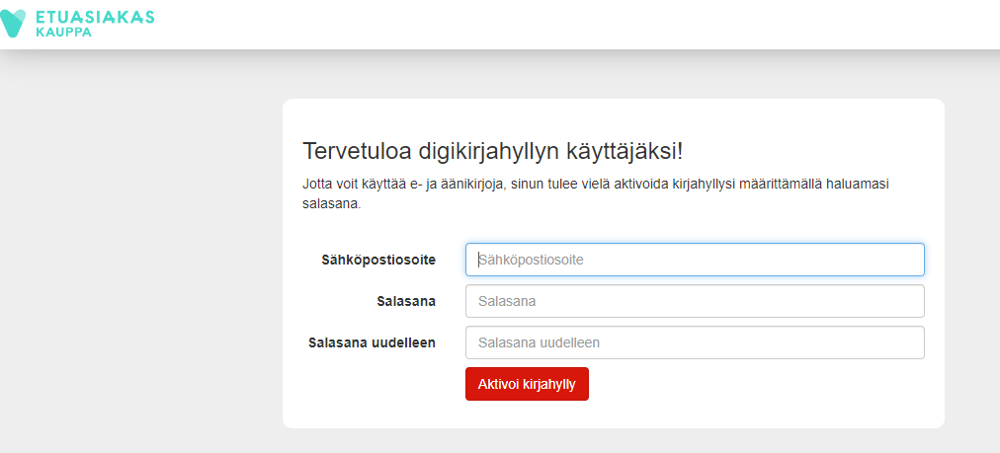 ETUASIAKAS
KAUPPA
Tervetuloa digikirjahyllyn käyttäjäksi!
Jotta voit käyttää e- ja äänikirjoja, sinun tulee vielä aktivoida kirjahyllysi määrittämällä haluamasi
salasana.
Sähköpostiosoite Sähköpostiosoite
Salasana Salasana
Salasana uudelleen Salasana uudelleen
Aktivoi kirjahylly